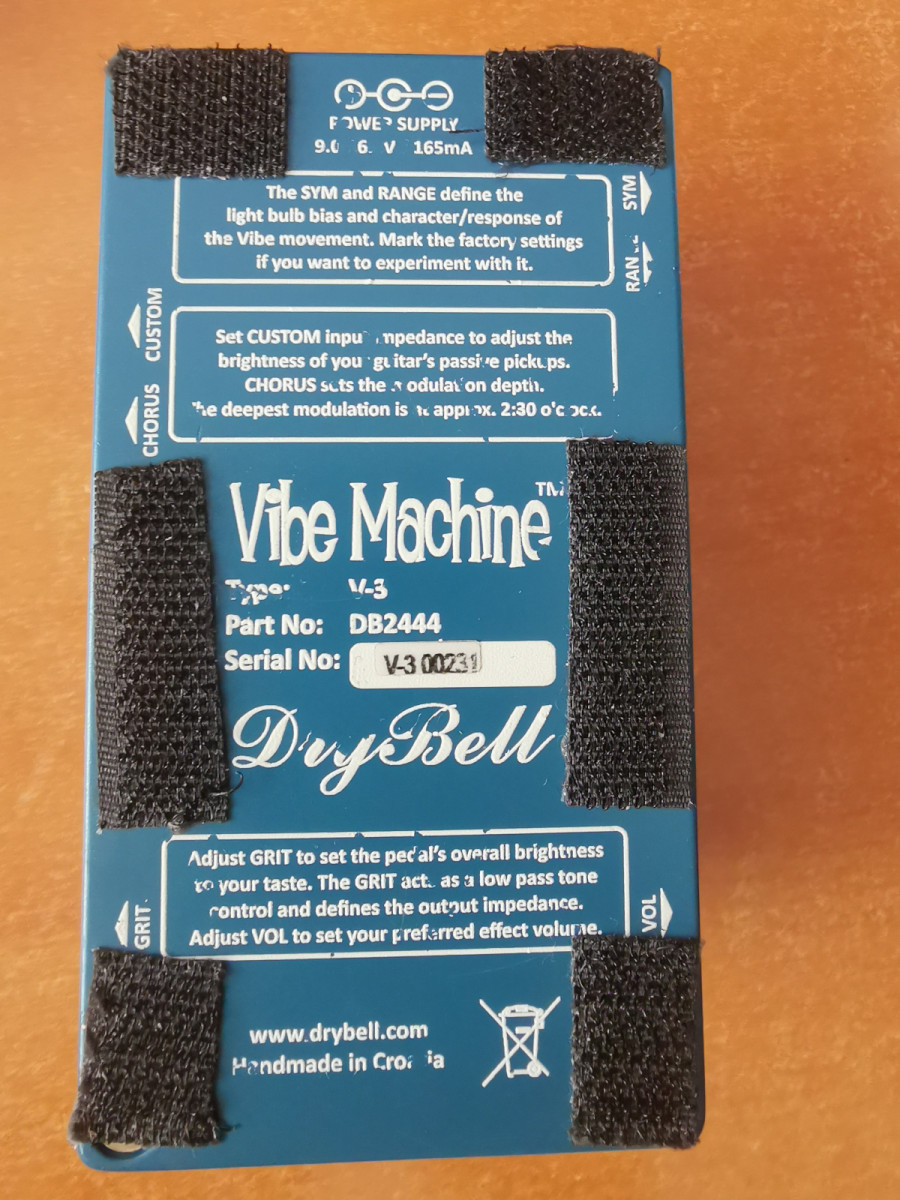 POWER SUPPLY
165mA
The SYM and RANGE define the
light bulb bias and character/response of
the Vibe movement. Mark the factory settings
if you want to experiment with it.
SYM
RANGE
CUSTOM
CHORUS
Set CUSTOM input impedance to adjust the
brightness of your guitar's passive pickups.
CHORUS sets the modulation depth.
The deepest modulation is at approx. 2:30 o'clock.
Vibe Machine™
Type: V-3
Part No: DB2444
Serial No: V-3 00231
DryBell
Adjust GRIT to set the pedal's overall brightness
to your taste. The GRIT acts as a low pass tone
control and defines the output impedance.
Adjust VOL to set your preferred effect volume.
GRIT
VOL
www.drybell.com
Handmade in Croatia